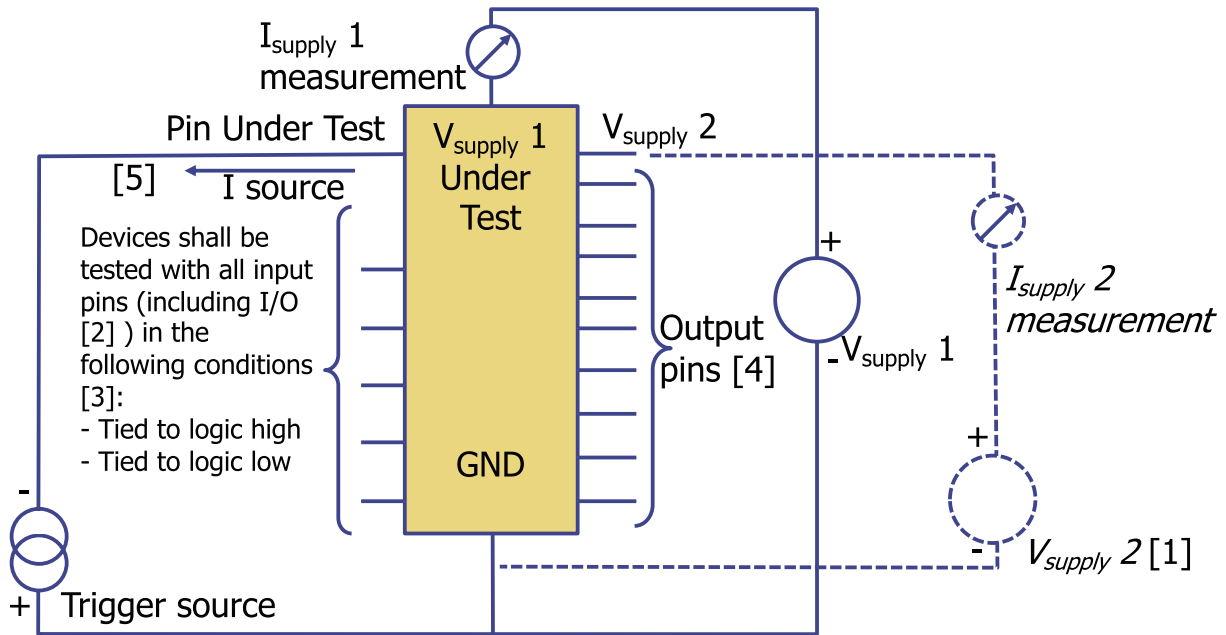 I_supply 1
measurement
Pin Under Test
[5]
I source
Devices shall be
tested with all input
pins (including I/O
[2] ) in the
following conditions
[3]:
- Tied to logic high
- Tied to logic low
-
+
Trigger source
V_supply 1
Under
Test
GND
V_supply 2
Output
pins [4]
+
-
V_supply 1
I_supply 2
measurement
+
-
V_supply 2 [1]